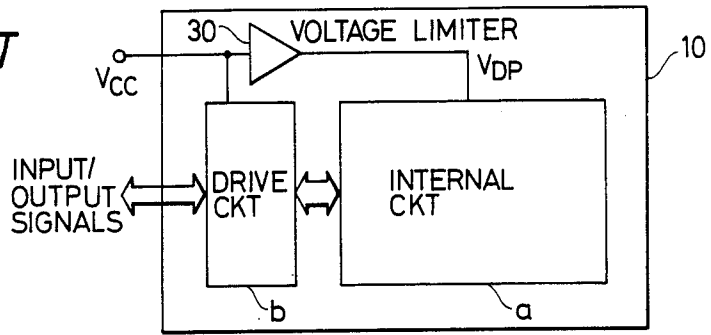 30
VOLTAGE LIMITER
10
VCC
VDP
INPUT/
OUTPUT
SIGNALS
DRIVE
CKT
INTERNAL
CKT
b
a